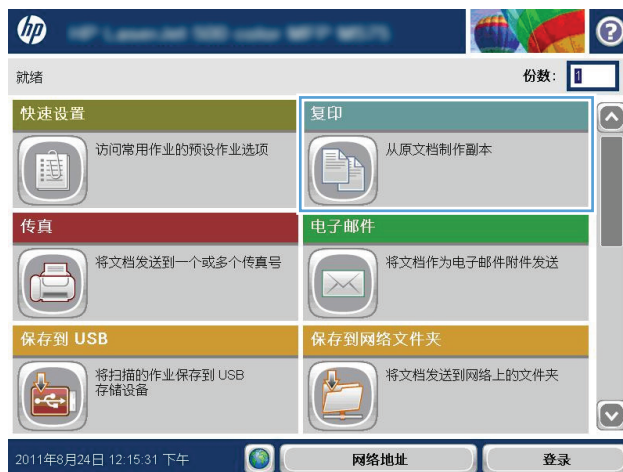 hp
就绪
份数: 1
快速设置
访问常用作业的预设作业选项
复印
从原文档制作副本
传真
将文档发送到一个或多个传真号
电子邮件
将文档作为电子邮件附件发送
保存到 USB
将扫描的作业保存到 USB
存储设备
保存到网络文件夹
将文档发送到网络上的文件夹
2011年8月24日 12:15:31 下午
网络地址
登录